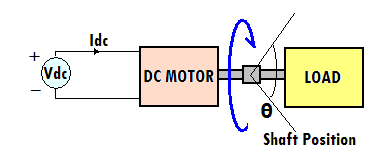 Idc
+
Vdc
−
DC MOTOR
LOAD
θ
Shaft Position